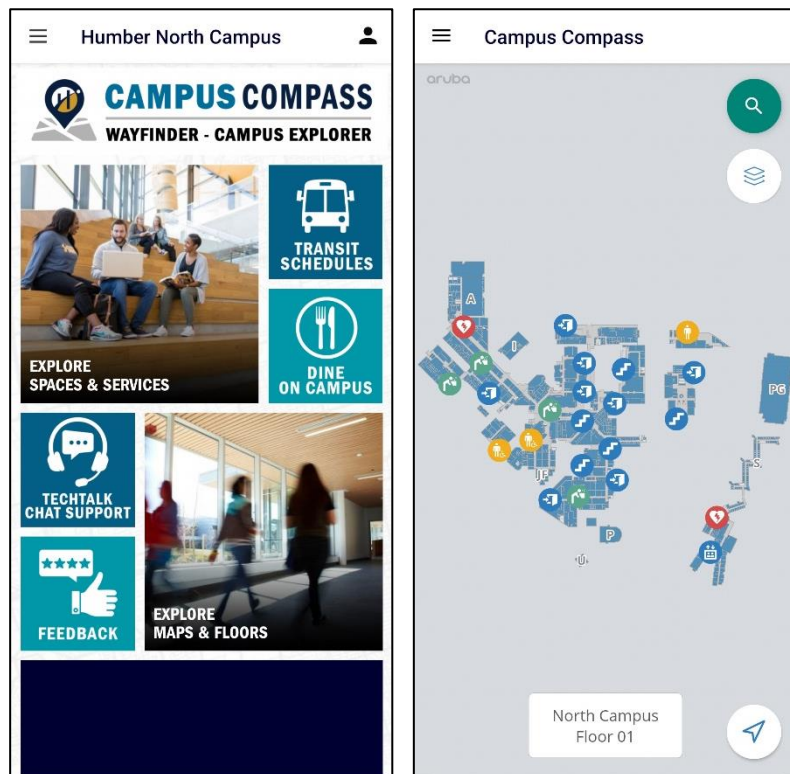 Humber North Campus
CAMPUS COMPASS
WAYFINDER - CAMPUS EXPLORER
EXPLORE
SPACES & SERVICES
TRANSIT
SCHEDULES
DINE
ON CAMPUS
TECHTALK
CHAT SUPPORT
FEEDBACK
EXPLORE
MAPS & FLOORS
Campus Compass
aruba
A
I
PG
JF
S
P
U
North Campus
Floor 01